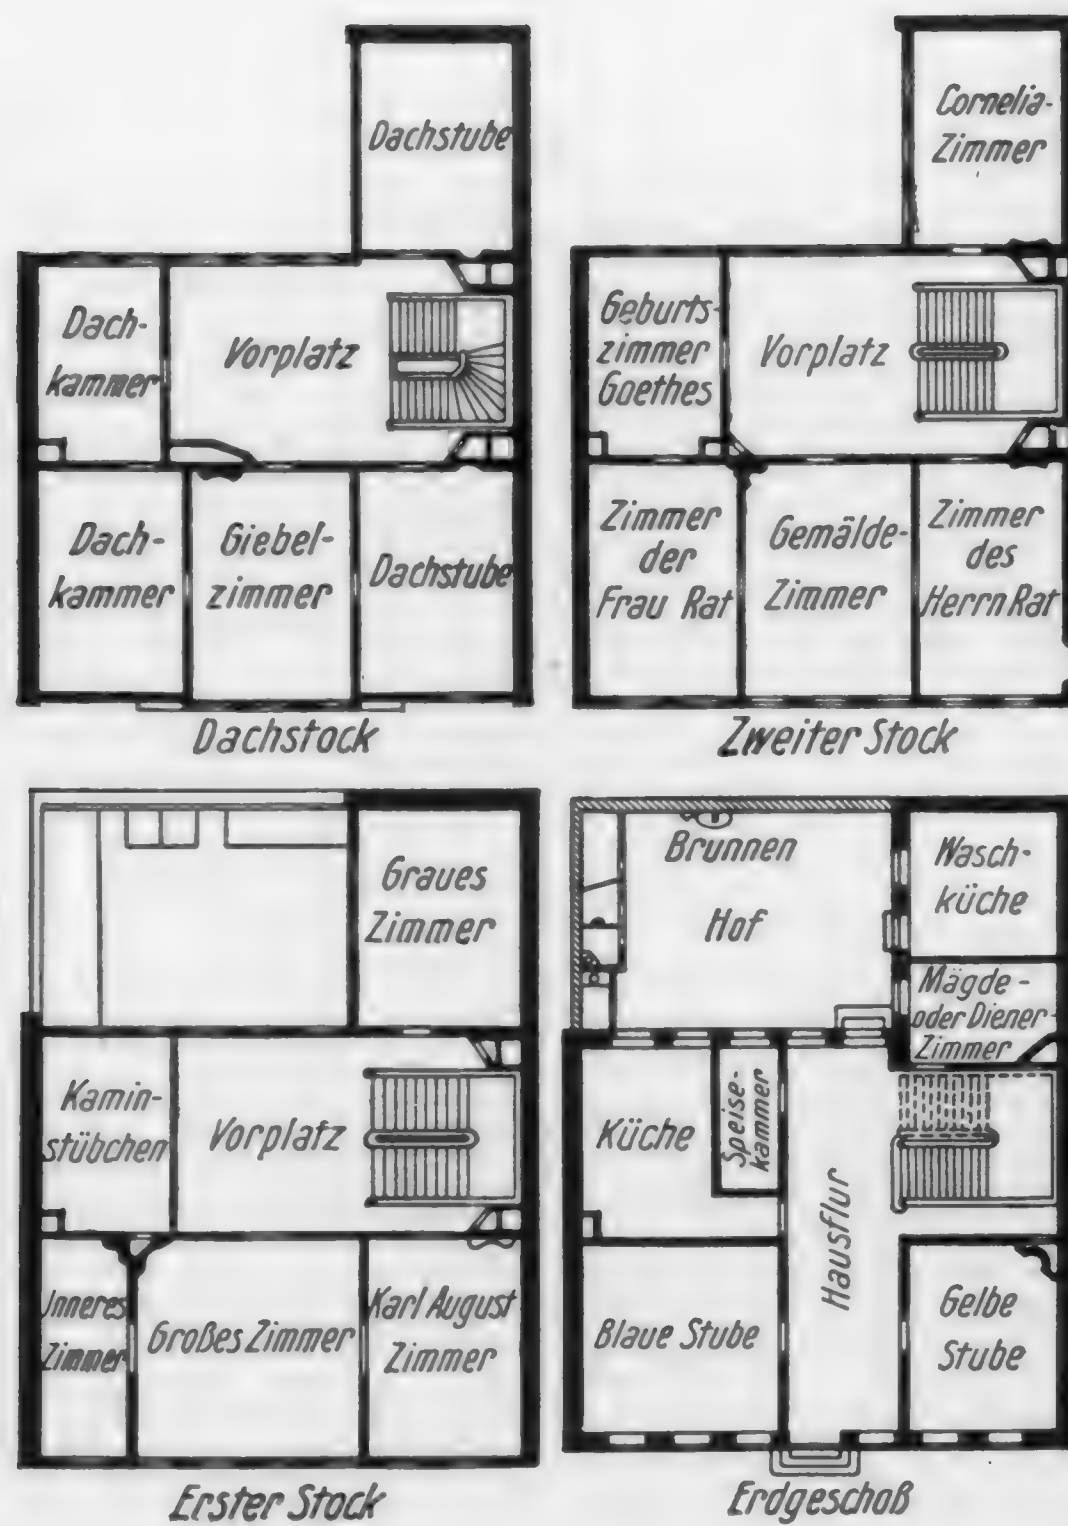 Dachstube
Dach-
kammer
Vorplatz
Dach-
kammer
Giebel-
zimmer
Dachstube
Dachstock
Cornelia-
Zimmer
Geburts-
zimmer
Goethes
Vorplatz
Zimmer
der
Frau Rat
Gemälde-
Zimmer
Zimmer
des
Herrn Rat
Zweiter Stock
Graues
Zimmer
Kamin-
stübchen
Vorplatz
Inneres
Zimmer
Großes Zimmer
Karl August
Zimmer
Erster Stock
Brunnen
Hof
Wasch-
küche
Mägde-
oder Diener-
Zimmer
Küche
Speise-
kammer
Hausflur
Blaue Stube
Gelbe
Stube
Erdgeschoß